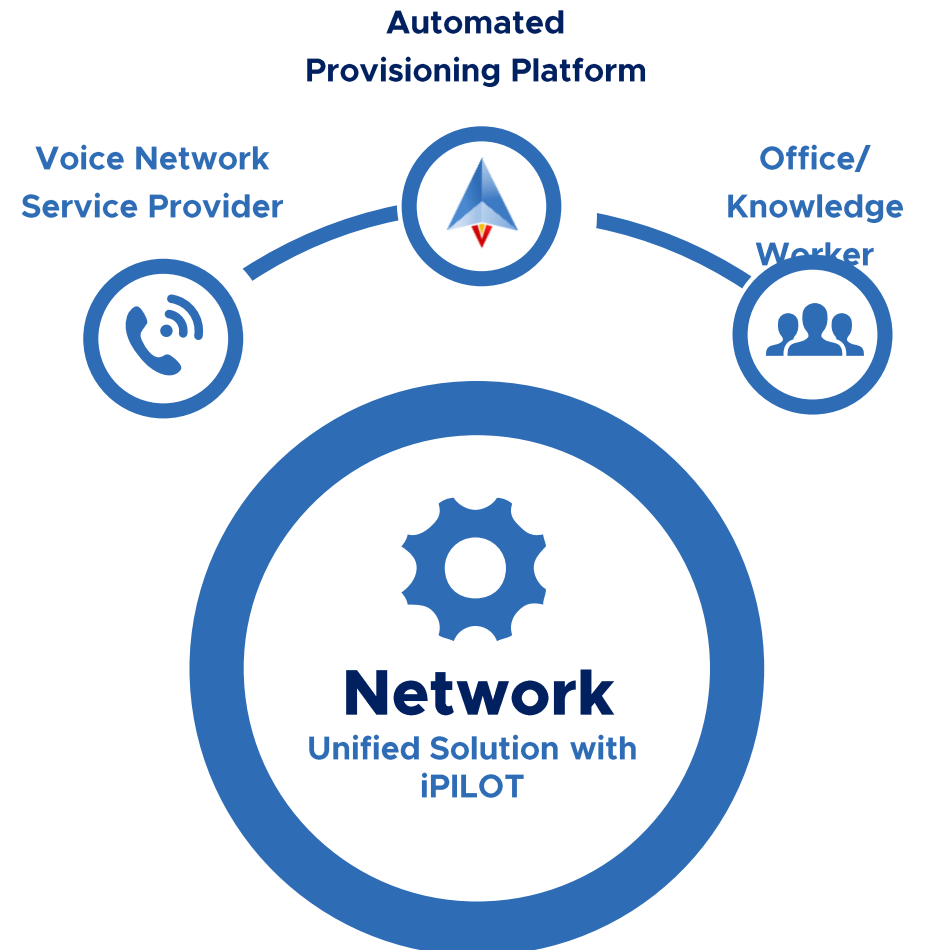 Automated
Provisioning Platform
Voice Network
Service Provider
Office/
Knowledge
Worker
Network
Unified Solution with
iPILOT